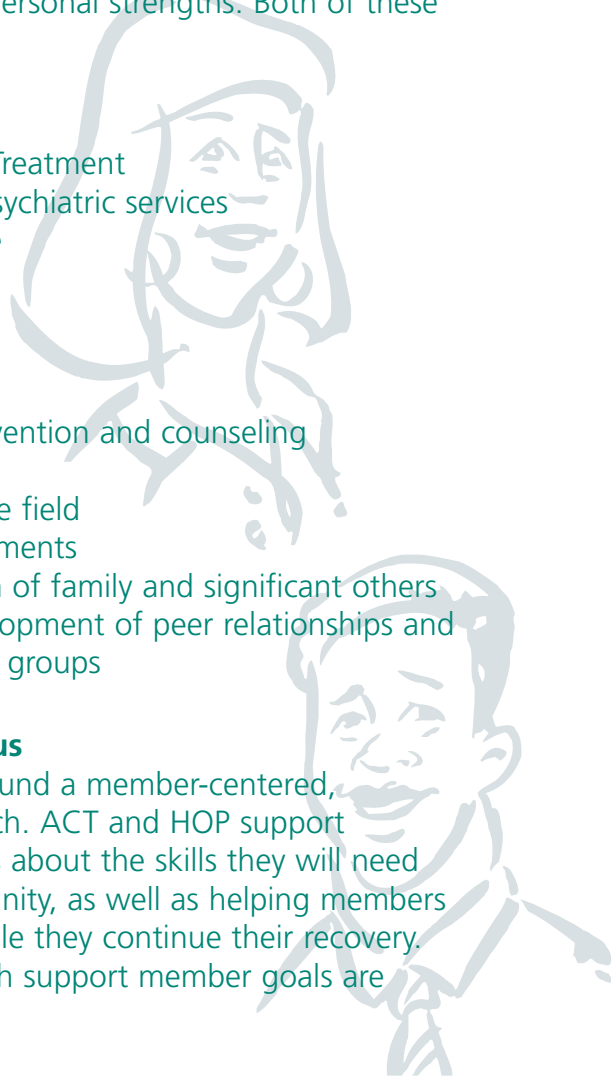 ersonal strengths. Both of these
Treatment
sychiatric services
vention and counseling
e field
ments
of family and significant others
opment of peer relationships and
groups
us
und a member-centered,
ch. ACT and HOP support
about the skills they will need
nity, as well as helping members
le they continue their recovery.
h support member goals are